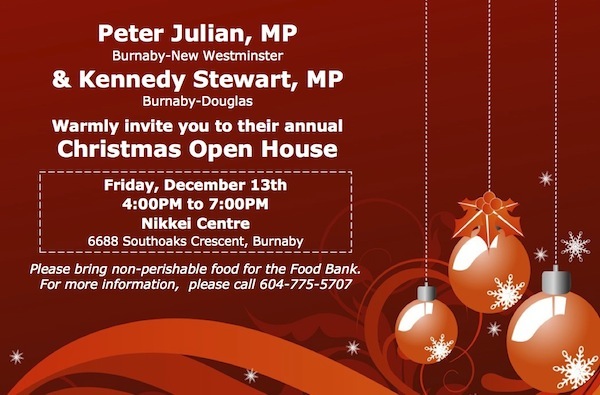 Peter Julian, MP
Burnaby-New Westminster
& Kennedy Stewart, MP
Burnaby-Douglas
Warmly invite you to their annual
Christmas Open House
Friday, December 13th
4:00PM to 7:00PM
Nikkei Centre
6688 Southoaks Crescent, Burnaby
Please bring non-perishable food for the Food Bank.
For more information,  please call 604-775-5707